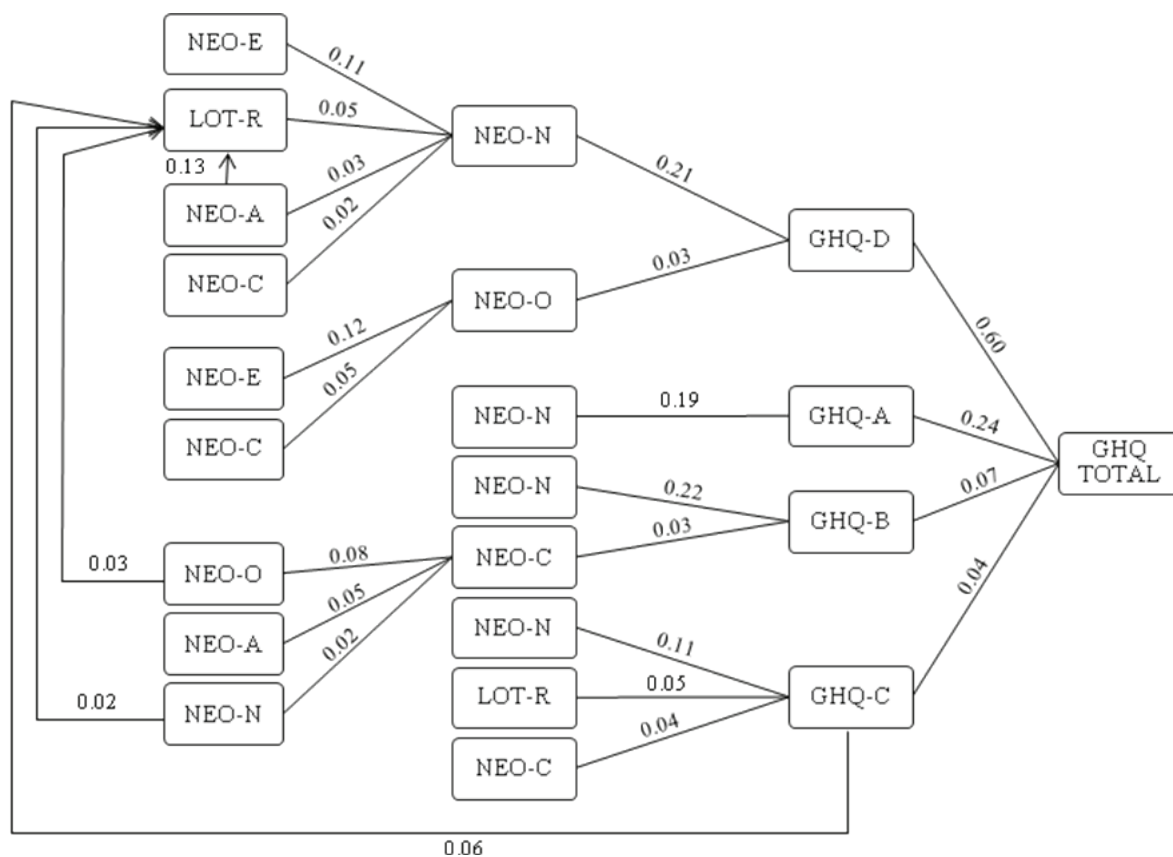 NEO-E
0.11
LOT-R
0.05
NEO-N
0.13
0.03
0.21
NEO-A
0.02
GHQ-D
NEO-C
0.03
NEO-O
0.12
0.60
NEO-E
0.05
NEO-N
0.19
GHQ-A
0.24
NEO-C
GHQ
TOTAL
NEO-N
0.22
0.07
GHQ-B
0.03
NEO-C
0.03
NEO-O
0.08
0.05
0.04
NEO-A
0.02
NEO-N
0.11
0.02
NEO-N
LOT-R
0.05
GHQ-C
0.04
NEO-C
0.06